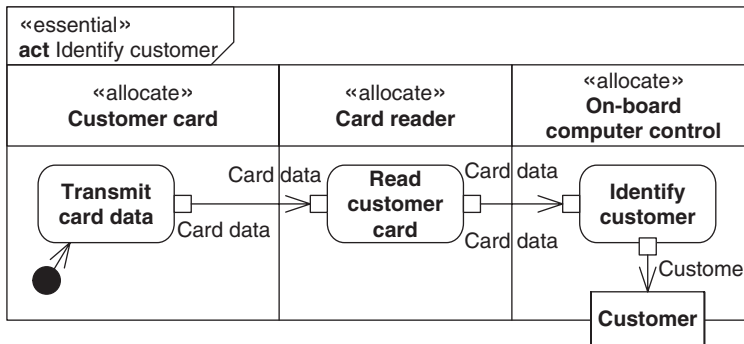 «essential»
act Identify customer
«allocate»
Customer card
«allocate»
Card reader
«allocate»
On-board
computer control
Transmit
card data
Card data
Card data
Read
customer
card
Card data
Card data
Identify
customer
Custome
Customer